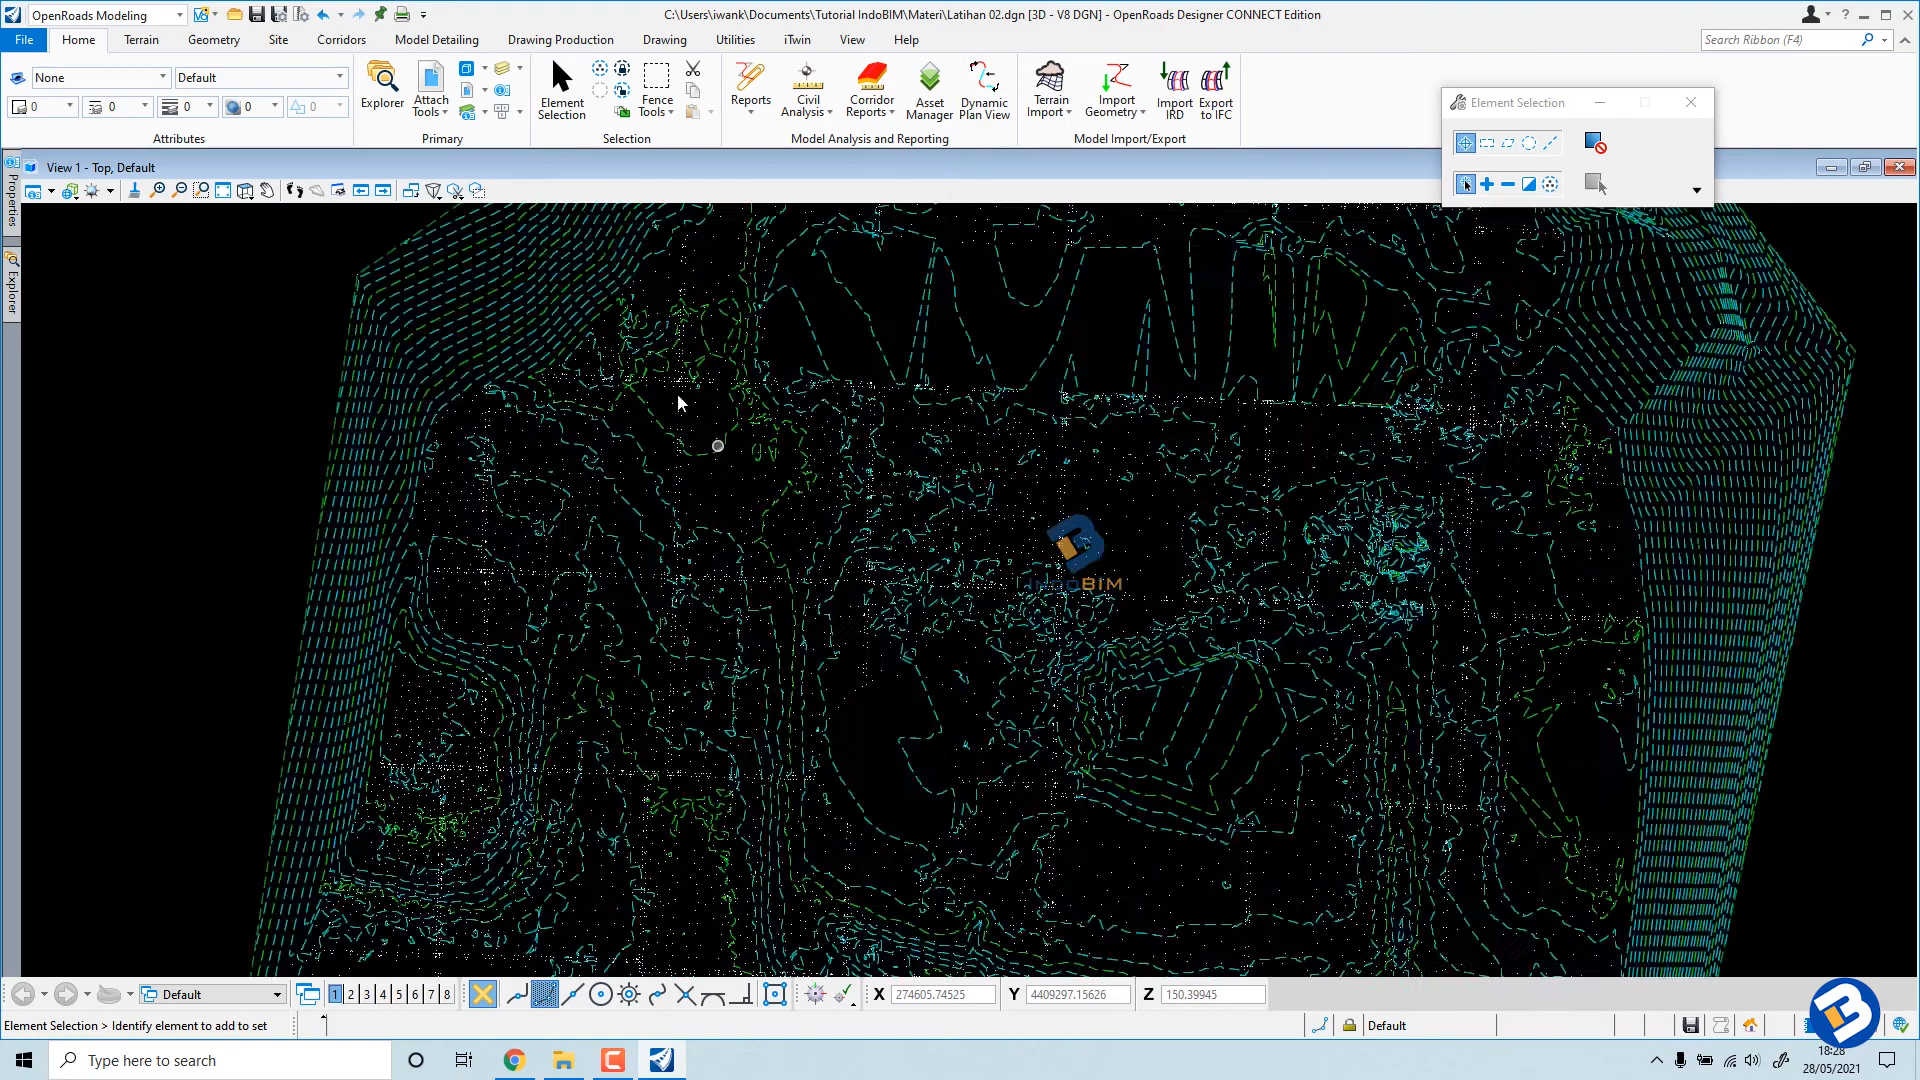 OpenRoads Modeling
C:\Users\iwank\Documents\Tutorial IndoBIM\Materi\Latihan 02.dgn [3D - V8 DGN] - OpenRoads Designer CONNECT Edition
File Home Terrain Geometry Site Corridors Model Detailing Drawing Production Drawing Utilities iTwin View Help
Search Ribbon (F4)
None Default
0 0 0 0 0
Attributes
Explorer Attach Tools
Primary
Element Selection Fence Tools
Selection
Reports Civil Analysis Corridor Reports Asset Manager Dynamic Plan View
Model Analysis and Reporting
Terrain Import Import Geometry Import IRD Export to IFC
Model Import/Export
Element Selection
View 1 - Top, Default
Properties
Explorer
INDOBIM
Default
1 2 3 4 5 6 7 8
X 274605.74525 Y 4409297.15626 Z 150.39945
Element Selection > Identify element to add to set
Default
Type here to search
18:28
28/05/2021